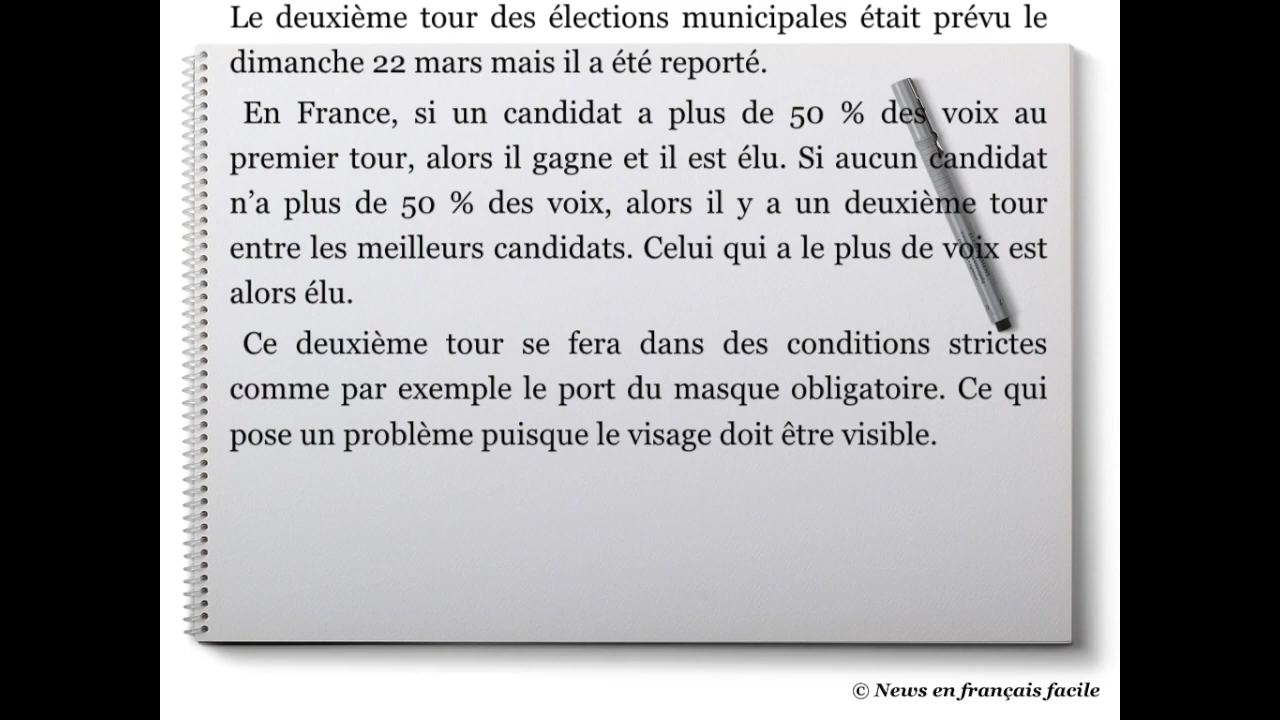 Le deuxième tour des élections municipales était prévu le
dimanche 22 mars mais il a été reporté.
En France, si un candidat a plus de 50 % des voix au
premier tour, alors il gagne et il est élu. Si aucun candidat
n’a plus de 50 % des voix, alors il y a un deuxième tour
entre les meilleurs candidats. Celui qui a le plus de voix est
alors élu.
Ce deuxième tour se fera dans des conditions strictes
comme par exemple le port du masque obligatoire. Ce qui
pose un problème puisque le visage doit être visible.
© News en français facile